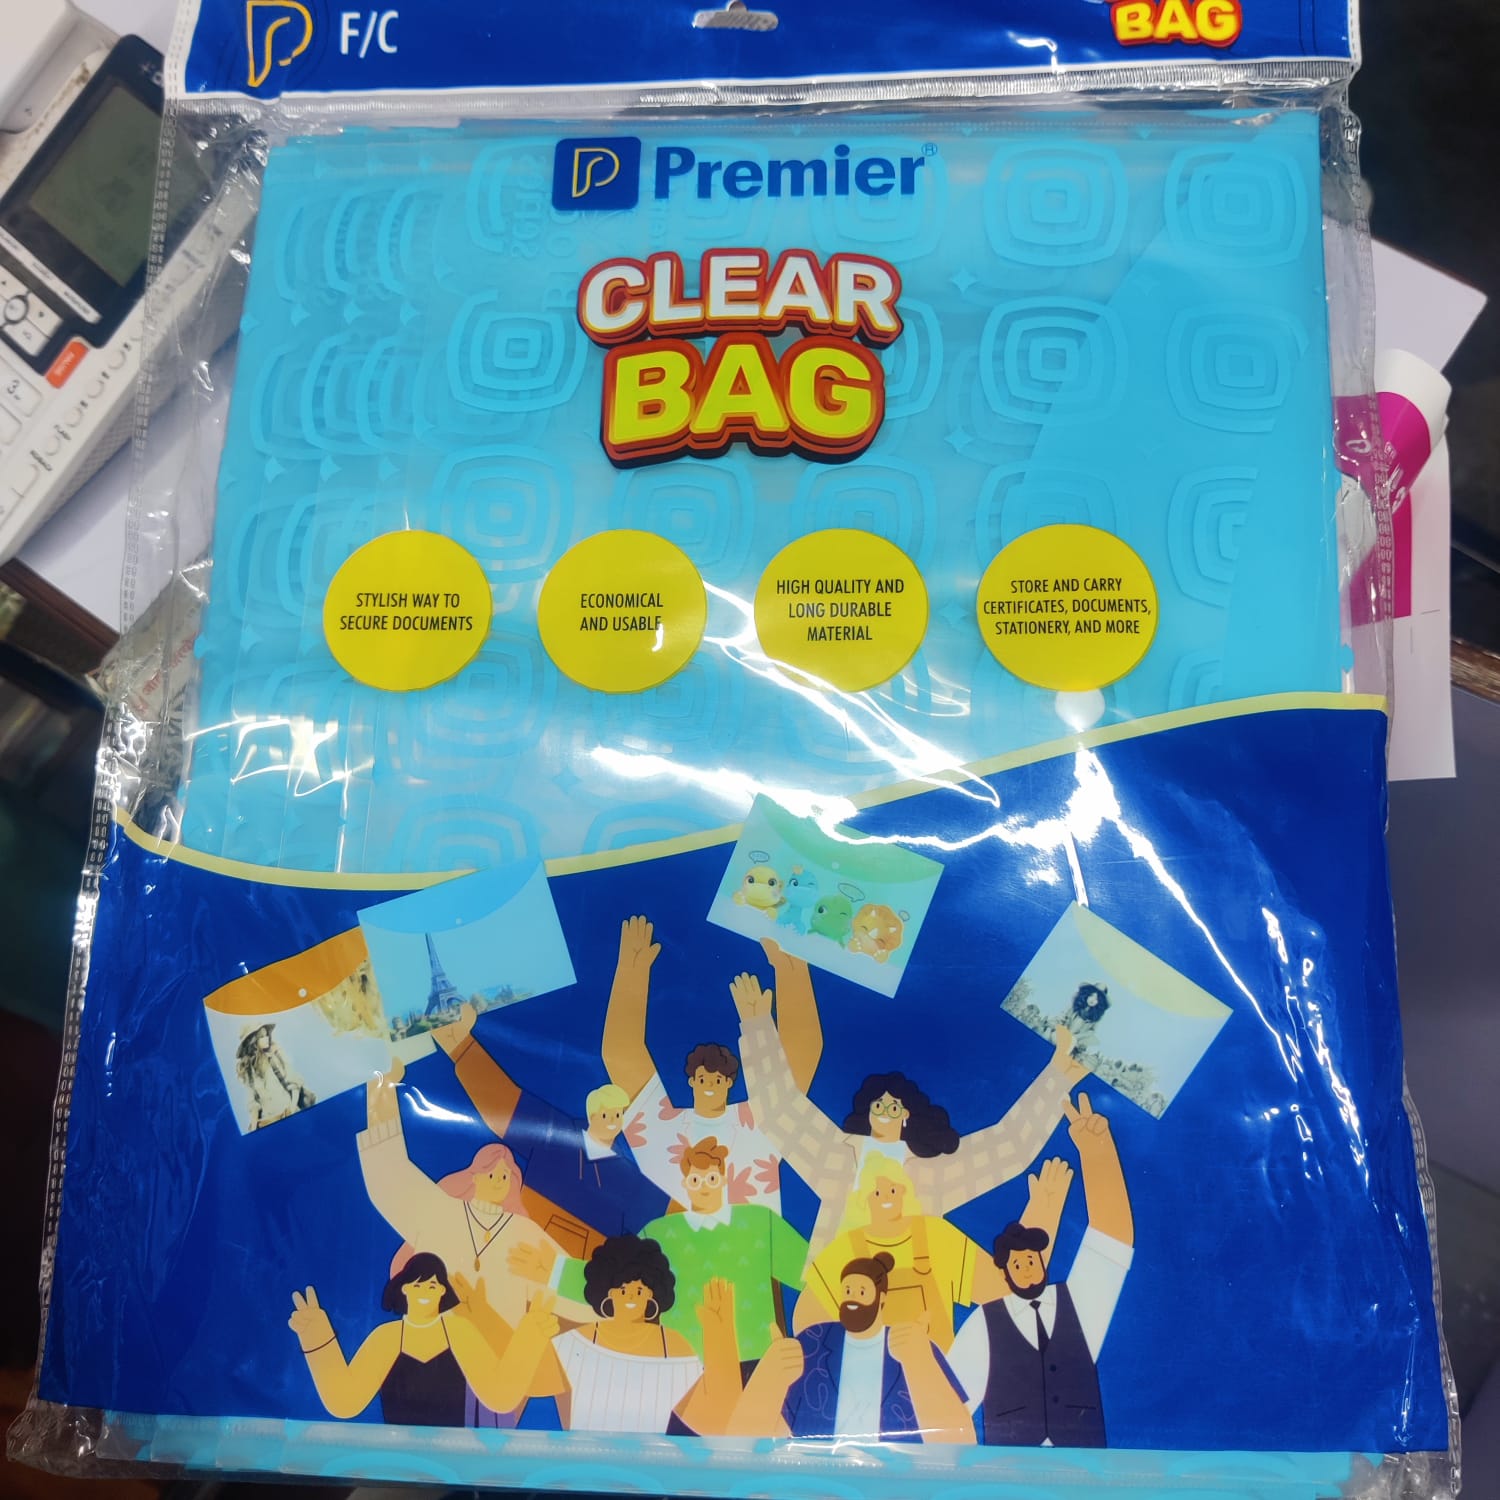 F/C
BAG
Premier®
CLEAR
BAG
STYLISH WAY TO
SECURE DOCUMENTS
ECONOMICAL
AND USABLE
HIGH QUALITY AND
LONG DURABLE
MATERIAL
STORE AND CARRY
CERTIFICATES, DOCUMENTS,
STATIONERY, AND MORE